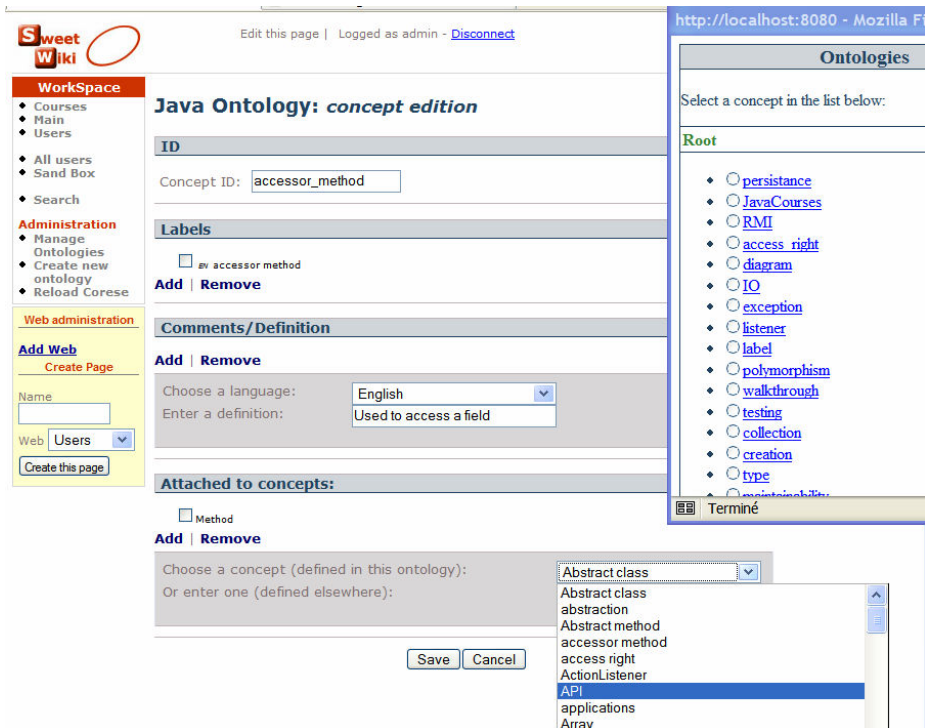 Sweet
Wiki
Edit this page | Logged as admin - Disconnect
WorkSpace
Courses
Main
Users
All users
Sand Box
Search
Administration
Manage
Ontologies
Create new
ontology
Reload Corese
Web administration
Add Web
Create Page
Name
Web Users
Create this page
Java Ontology: concept edition
ID
Concept ID: accessor_method
Labels
EN accessor method
Add | Remove
Comments/Definition
Add | Remove
Choose a language: English
Enter a definition: Used to access a field
Attached to concepts:
Method
Add | Remove
Choose a concept (defined in this ontology): Abstract class
Or enter one (defined elsewhere):
Abstract class
abstraction
Abstract method
accessor method
access right
ActionListener
API
applications
Array
Save Cancel
http://localhost:8080 - Mozilla Fi
Ontologies
Select a concept in the list below:
Root
persistance
JavaCourses
RMI
access_right
diagram
IO
exception
listener
label
polymorphism
walkthrough
testing
collection
creation
type
maintainability
Terminé